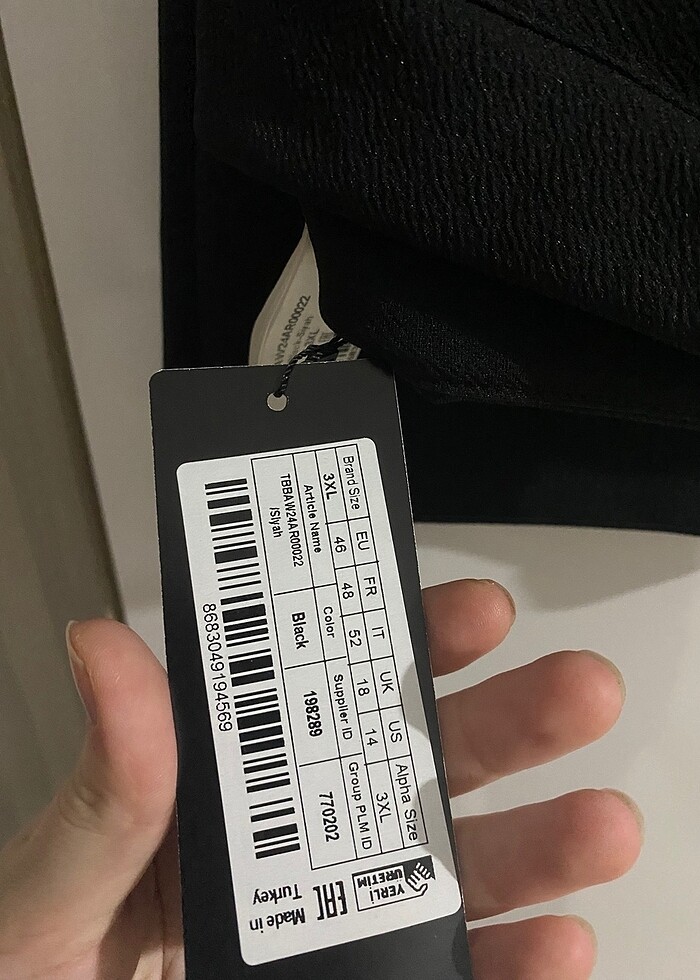 Brand Size EU FR IT UK US Alpha Size
3XL 46 48 52 18 14 3XL
Article Name Color Supplier ID Group PLM ID
TBBAW24AR00022 Black 198289 770202
/Siyah
8683049194569
Made in
Turkey
EAC
YERLİ
ÜRETİM
AW24AR00022